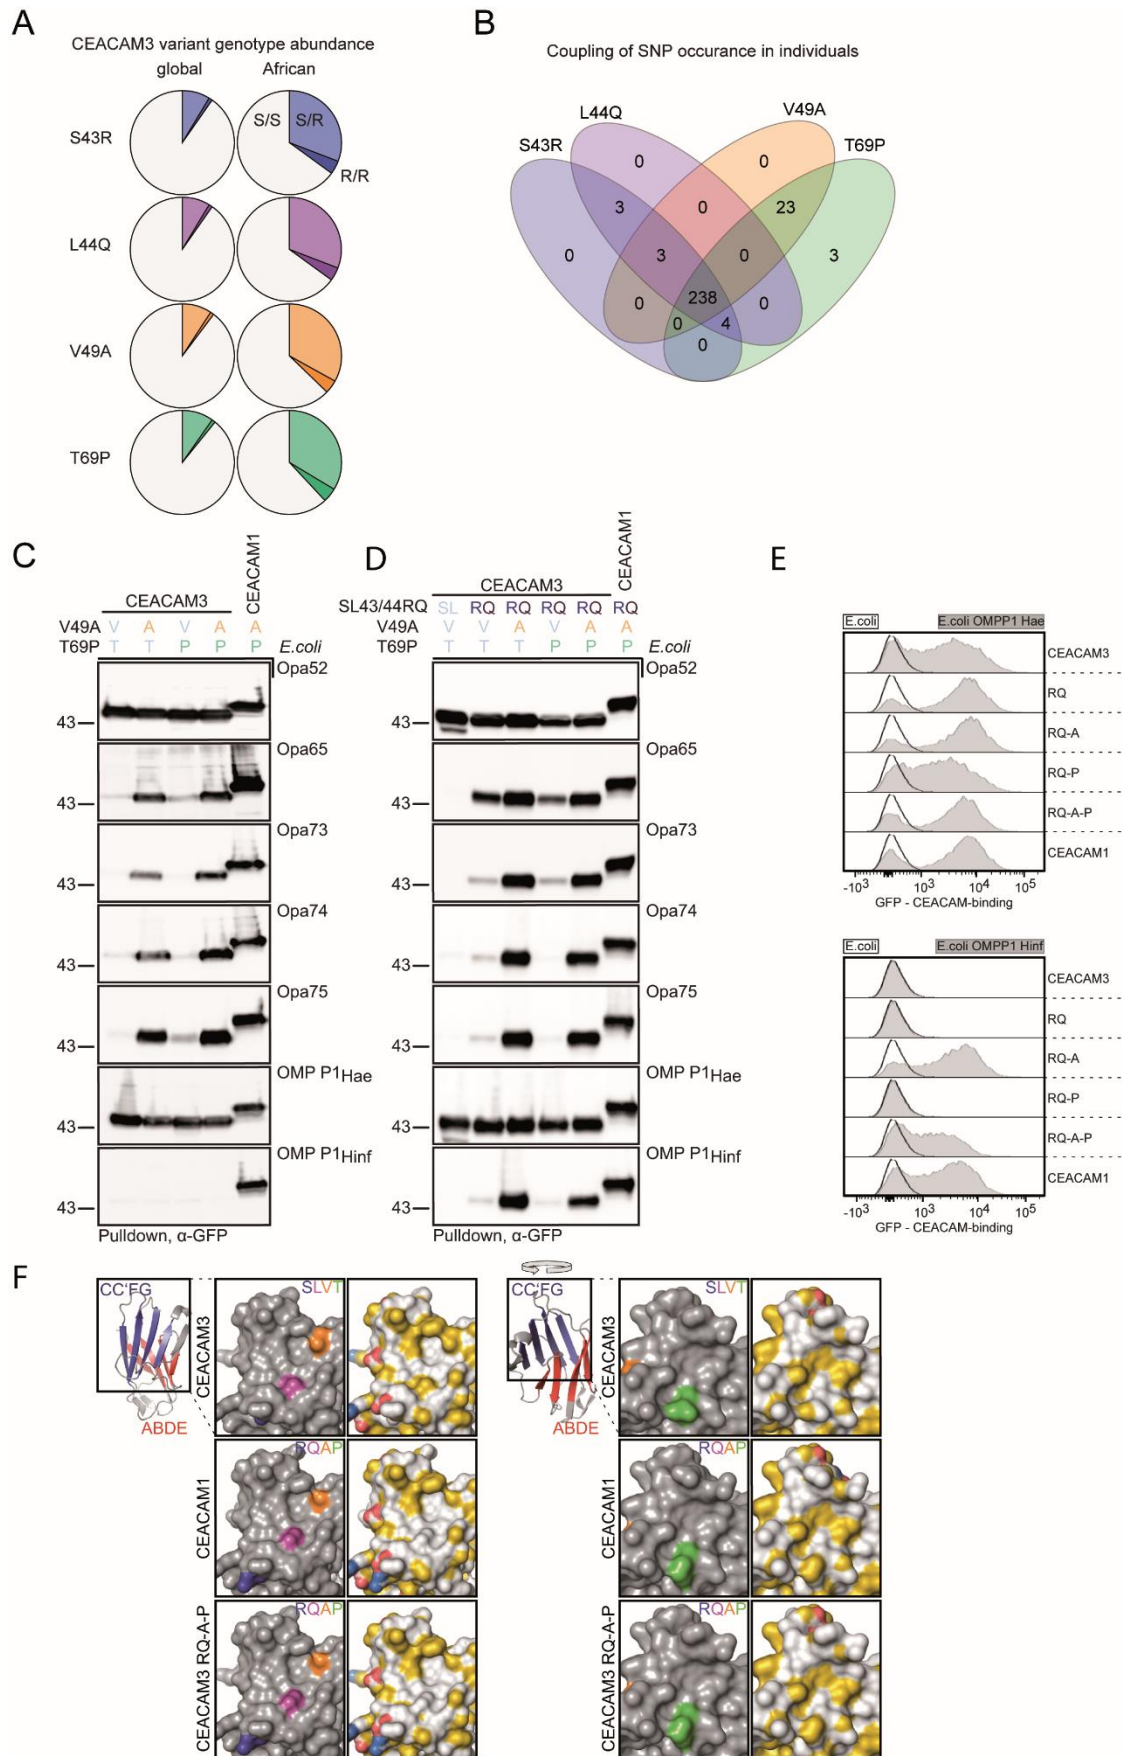 A
CEACAM3 variant genotype abundance
global African
S43R
S/S S/R
R/R
L44Q
V49A
T69P
B
Coupling of SNP occurance in individuals
L44Q V49A
S43R T69P
0 0
3 0 23
0 3 0 3
0 238 0
0 4
0
C
CEACAM3
CEACAM1
V49A V A V A A
T69P T T P P P E.coli
43 Opa52
43 Opa65
43 Opa73
43 Opa74
43 Opa75
43 OMP P1Hae
43 OMP P1Hinf
Pulldown, α-GFP
D
CEACAM3
CEACAM1
SL43/44RQ SL RQ RQ RQ RQ
V49A V V A V A A
T69P T T T P P P E.coli
43 Opa52
43 Opa65
43 Opa73
43 Opa74
43 Opa75
43 OMP P1Hae
43 OMP P1Hinf
Pulldown, α-GFP
E
E.coli E.coli OMPP1 Hae
CEACAM3
RQ
RQ-A
RQ-P
RQ-A-P
CEACAM1
-10³ 10³ 10⁴ 10⁵
GFP - CEACAM-binding
E.coli E.coli OMPP1 Hinf
CEACAM3
RQ
RQ-A
RQ-P
RQ-A-P
CEACAM1
-10³ 10³ 10⁴ 10⁵
GFP - CEACAM-binding
F
CC'FG
ABDE
CEACAM3
SLVT
CEACAM1
RQAP
CEACAM3 RQ-A-P
RQAP
ABDE
CEACAM3
SLVT
CEACAM1
RQAP
CEACAM3 RQ-A-P
RQAP
CC'FG